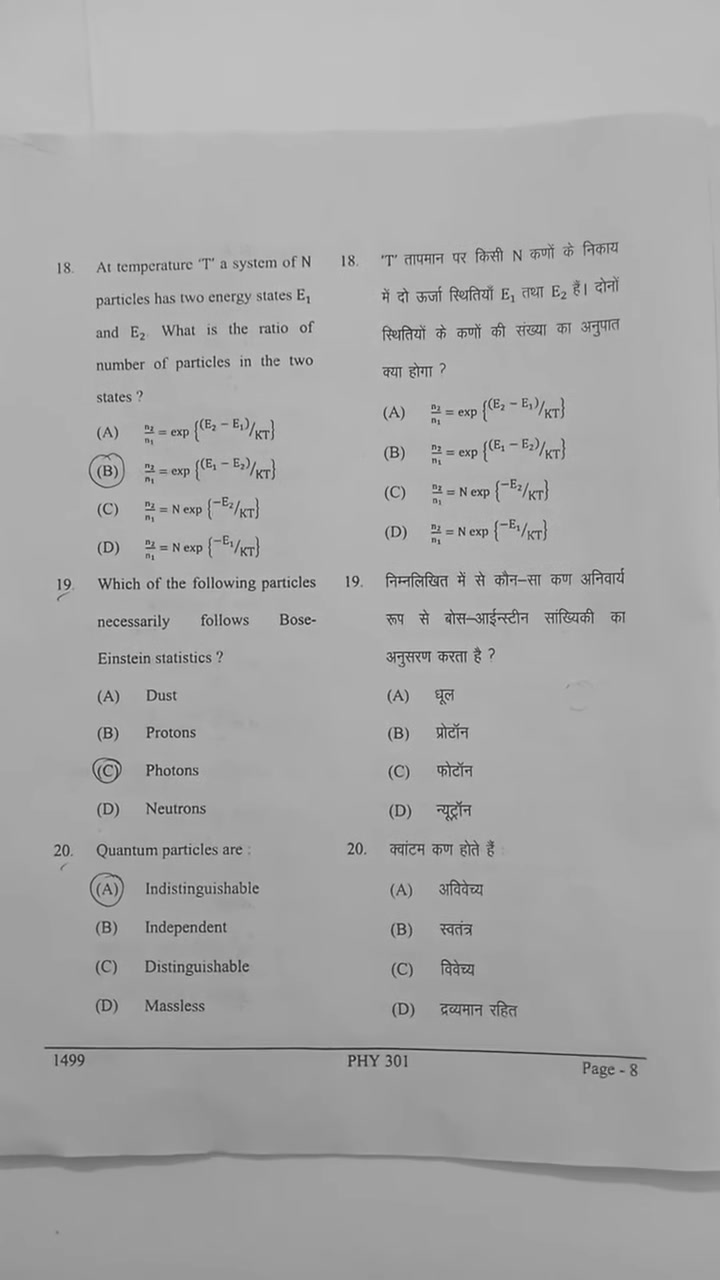 18. At temperature 'T' a system of N
particles has two energy states E₁
and E₂. What is the ratio of
number of particles in the two
states ?
(A) n₂/n₁ = exp {(E₂ − E₁)/KT}
(B) n₂/n₁ = exp {(E₁ − E₂)/KT}
(C) n₂/n₁ = N exp {−E₂/KT}
(D) n₂/n₁ = N exp {−E₁/KT}
19. Which of the following particles
necessarily follows Bose-
Einstein statistics ?
(A) Dust
(B) Protons
(C) Photons
(D) Neutrons
20. Quantum particles are :
(A) Indistinguishable
(B) Independent
(C) Distinguishable
(D) Massless
18. 'T' तापमान पर किसी N कणों के निकाय
में दो ऊर्जा स्थितियाँ E₁ तथा E₂ हैं। दोनों
स्थितियों के कणों की संख्या का अनुपात
क्या होगा ?
(A) n₂/n₁ = exp {(E₂ − E₁)/KT}
(B) n₂/n₁ = exp {(E₁ − E₂)/KT}
(C) n₂/n₁ = N exp {−E₂/KT}
(D) n₂/n₁ = N exp {−E₁/KT}
19. निम्नलिखित में से कौन-सा कण अनिवार्य
रूप से बोस-आईन्स्टीन सांख्यिकी का
अनुसरण करता है ?
(A) धूल
(B) प्रोटॉन
(C) फोटॉन
(D) न्यूट्रॉन
20. क्वांटम कण होते हैं :
(A) अविवेच्य
(B) स्वतंत्र
(C) विवेच्य
(D) द्रव्यमान रहित
1499 PHY 301 Page - 8